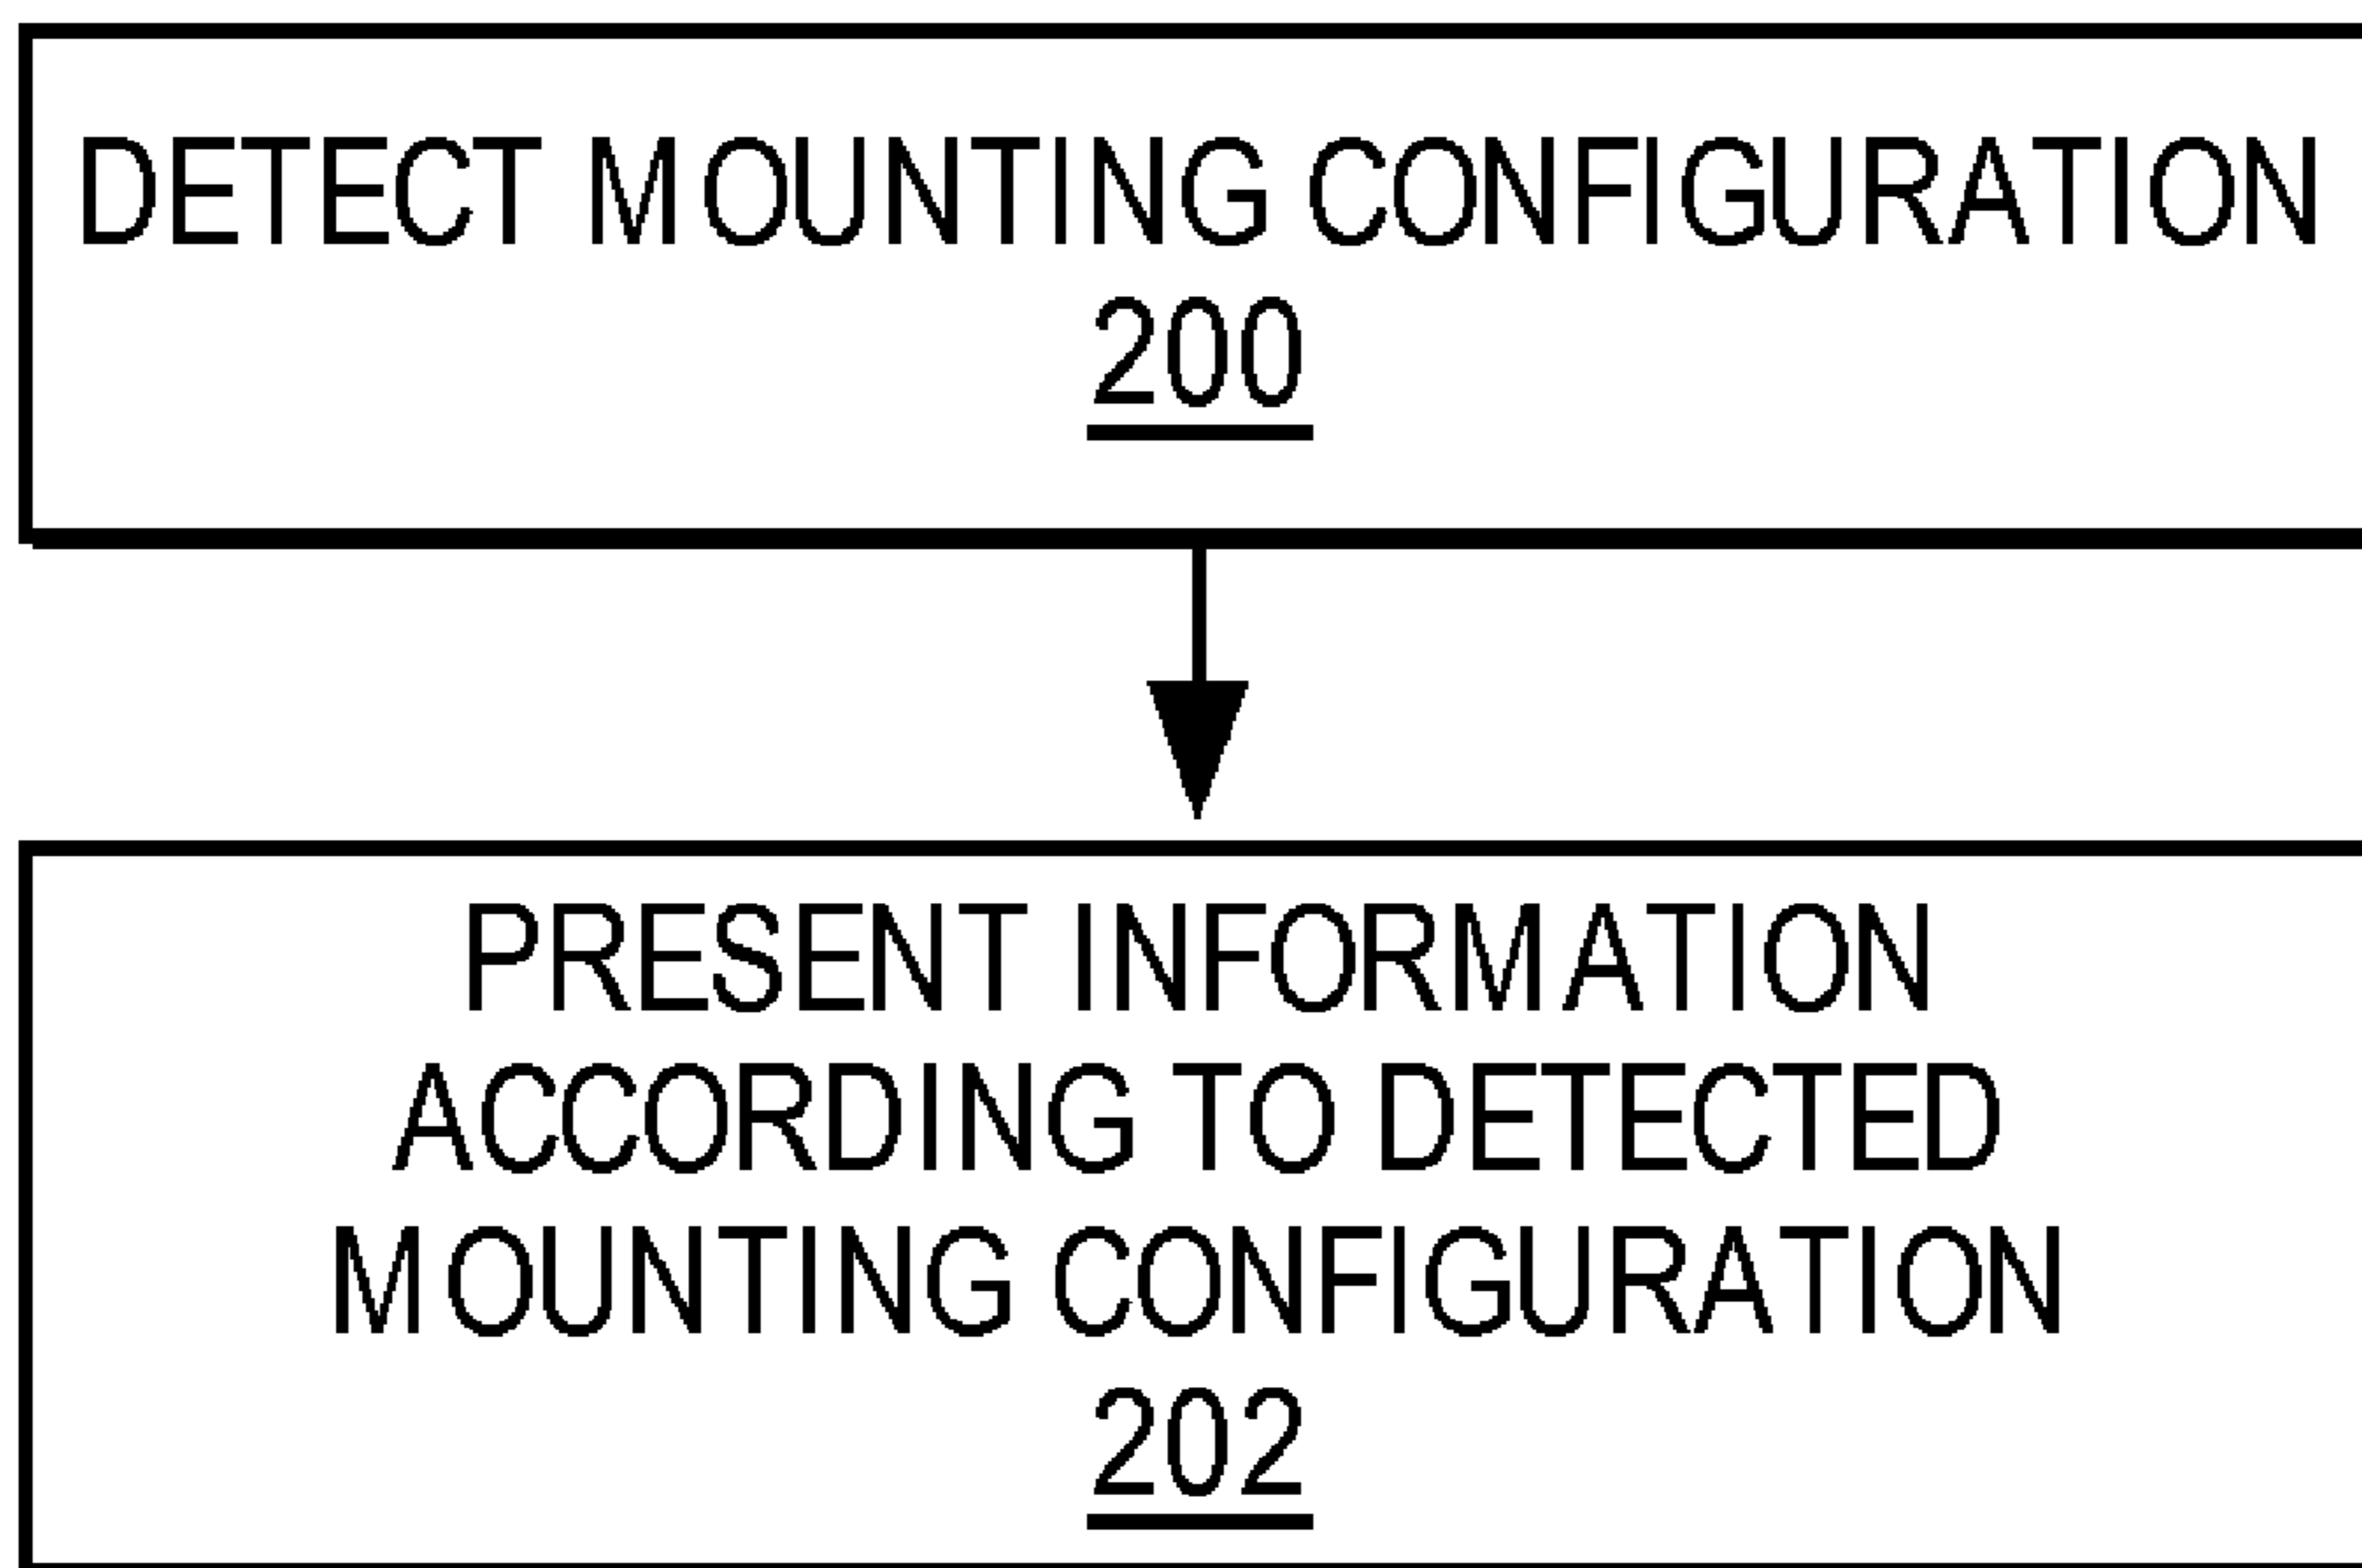 DETECT MOUNTING CONFIGURATION
200
PRESENT INFORMATION
ACCORDING TO DETECTED
MOUNTING CONFIGURATION
202